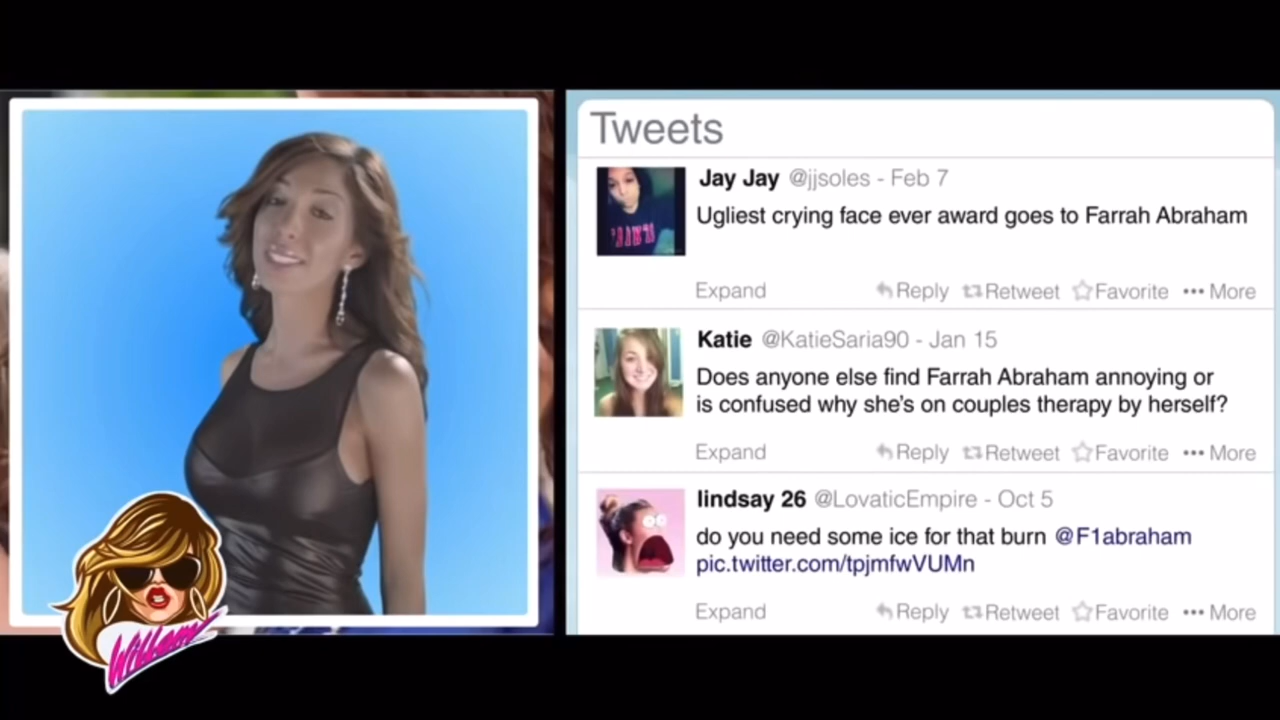 Tweets
Jay Jay @jjsoles - Feb 7
Ugliest crying face ever award goes to Farrah Abraham
Expand Reply Retweet Favorite ••• More
Katie @KatieSaria90 - Jan 15
Does anyone else find Farrah Abraham annoying or
is confused why she's on couples therapy by herself?
Expand Reply Retweet Favorite ••• More
lindsay 26 @LovaticEmpire - Oct 5
do you need some ice for that burn @F1abraham
pic.twitter.com/tpjmfwVUMn
Expand Reply Retweet Favorite ••• More
Willam